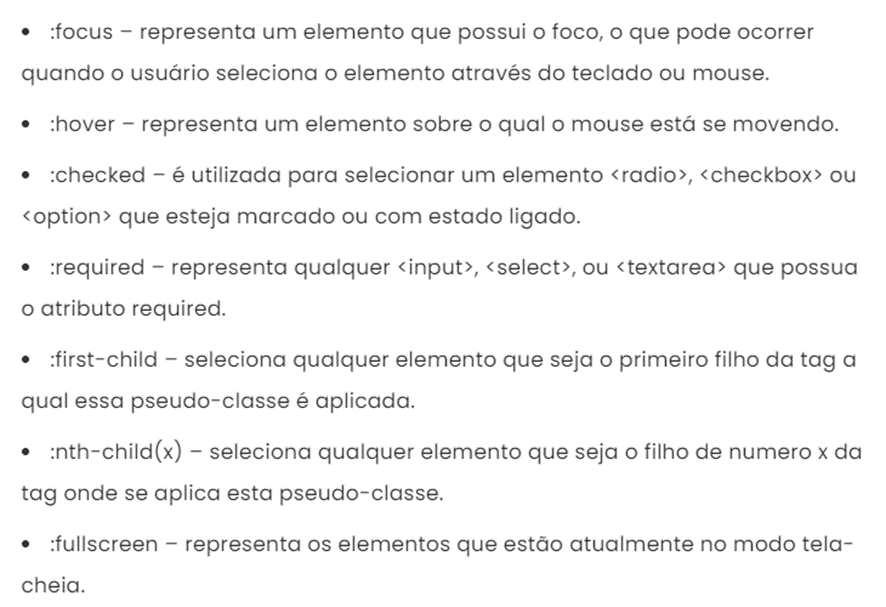 • :focus – representa um elemento que possui o foco, o que pode ocorrer
quando o usuário seleciona o elemento através do teclado ou mouse.
• :hover – representa um elemento sobre o qual o mouse está se movendo.
• :checked – é utilizada para selecionar um elemento <radio>, <checkbox> ou
<option> que esteja marcado ou com estado ligado.
• :required – representa qualquer <input>, <select>, ou <textarea> que possua
o atributo required.
• :first-child – seleciona qualquer elemento que seja o primeiro filho da tag a
qual essa pseudo-classe é aplicada.
• :nth-child(x) – seleciona qualquer elemento que seja o filho de numero x da
tag onde se aplica esta pseudo-classe.
• :fullscreen – representa os elementos que estão atualmente no modo tela-
cheia.